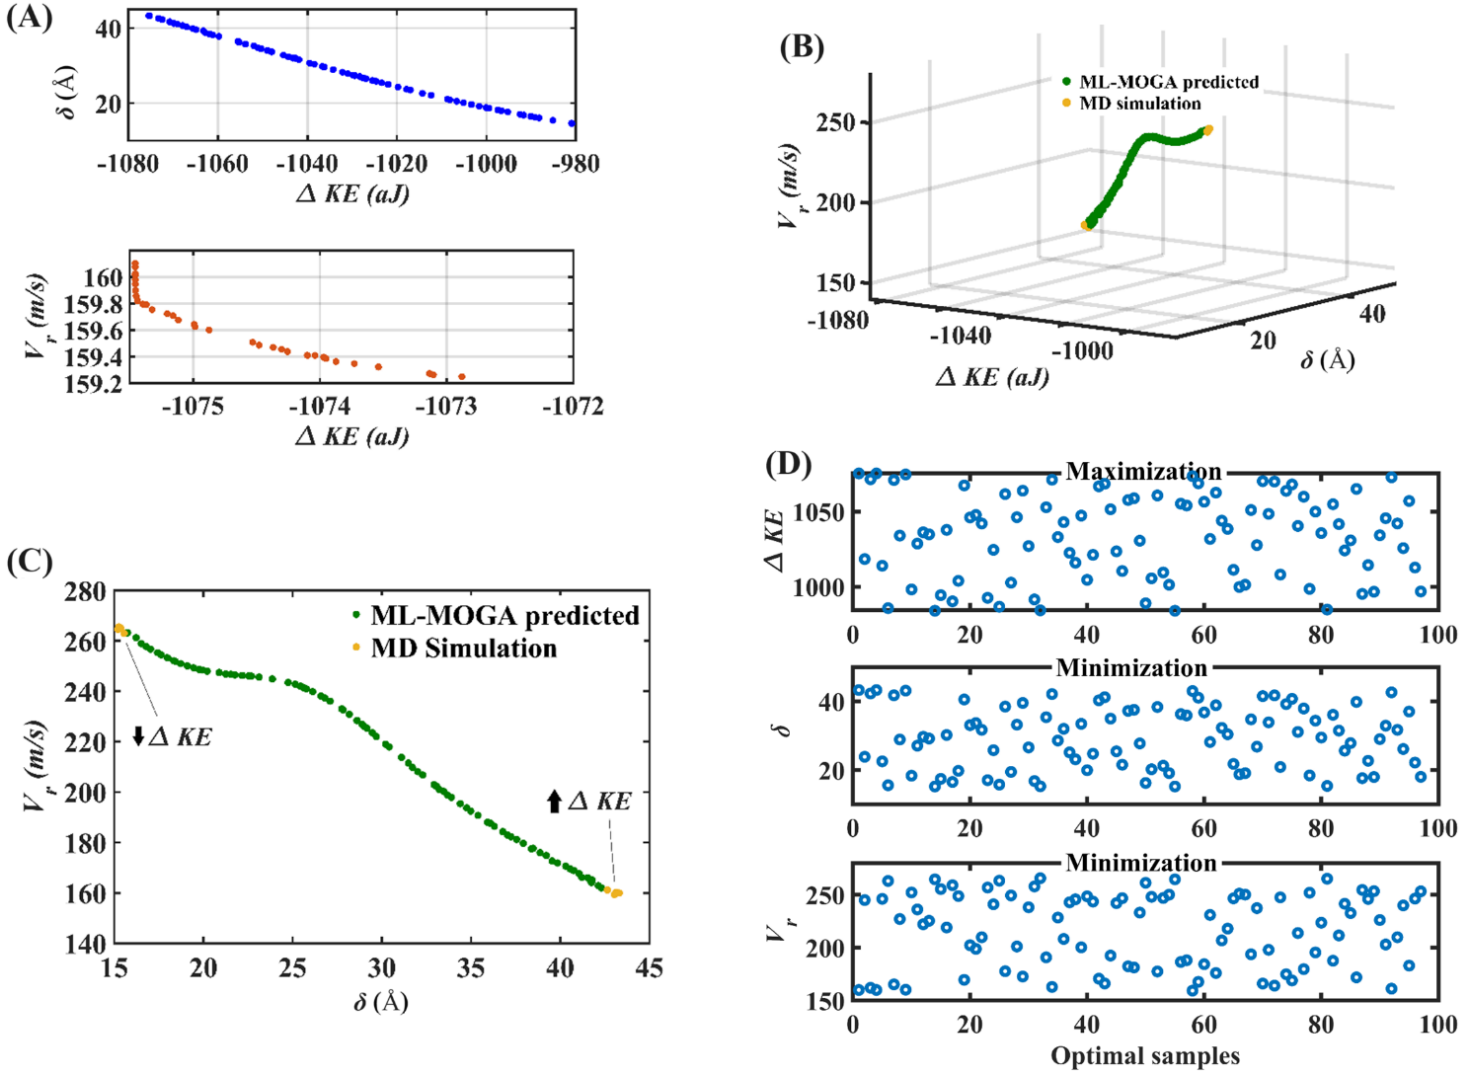 (A)
40
20
δ (Å)
-1080 -1060 -1040 -1020 -1000 -980
Δ KE (aJ)
160
159.8
159.6
159.4
159.2
V_r (m/s)
-1075 -1074 -1073 -1072
Δ KE (aJ)
(B)
ML-MOGA predicted
MD simulation
250
200
150
V_r (m/s)
-1080 -1040 -1000
Δ KE (aJ)
20 40
δ (Å)
(C)
280
260
240
220
200
180
160
140
V_r (m/s)
ML-MOGA predicted
MD Simulation
Δ KE
Δ KE
15 20 25 30 35 40 45
δ (Å)
(D)
Maximization
1050
1000
Δ KE
0 20 40 60 80 100
Minimization
40
20
δ
0 20 40 60 80 100
Minimization
250
200
150
V_r
0 20 40 60 80 100
Optimal samples